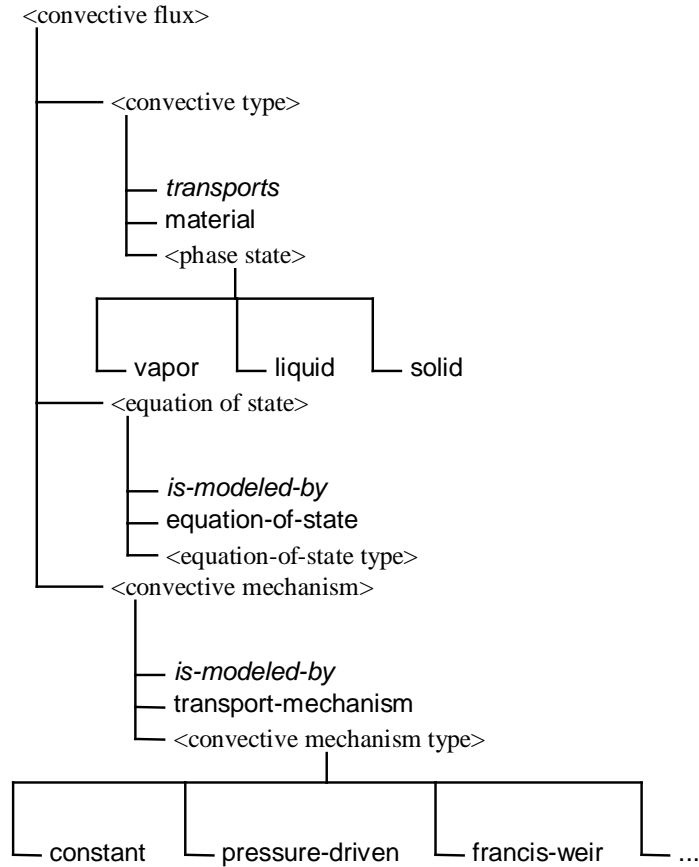 <convective flux>
<convective type>
transports
material
<phase state>
vapor liquid solid
<equation of state>
is-modeled-by
equation-of-state
<equation-of-state type>
<convective mechanism>
is-modeled-by
transport-mechanism
<convective mechanism type>
constant pressure-driven francis-weir ...